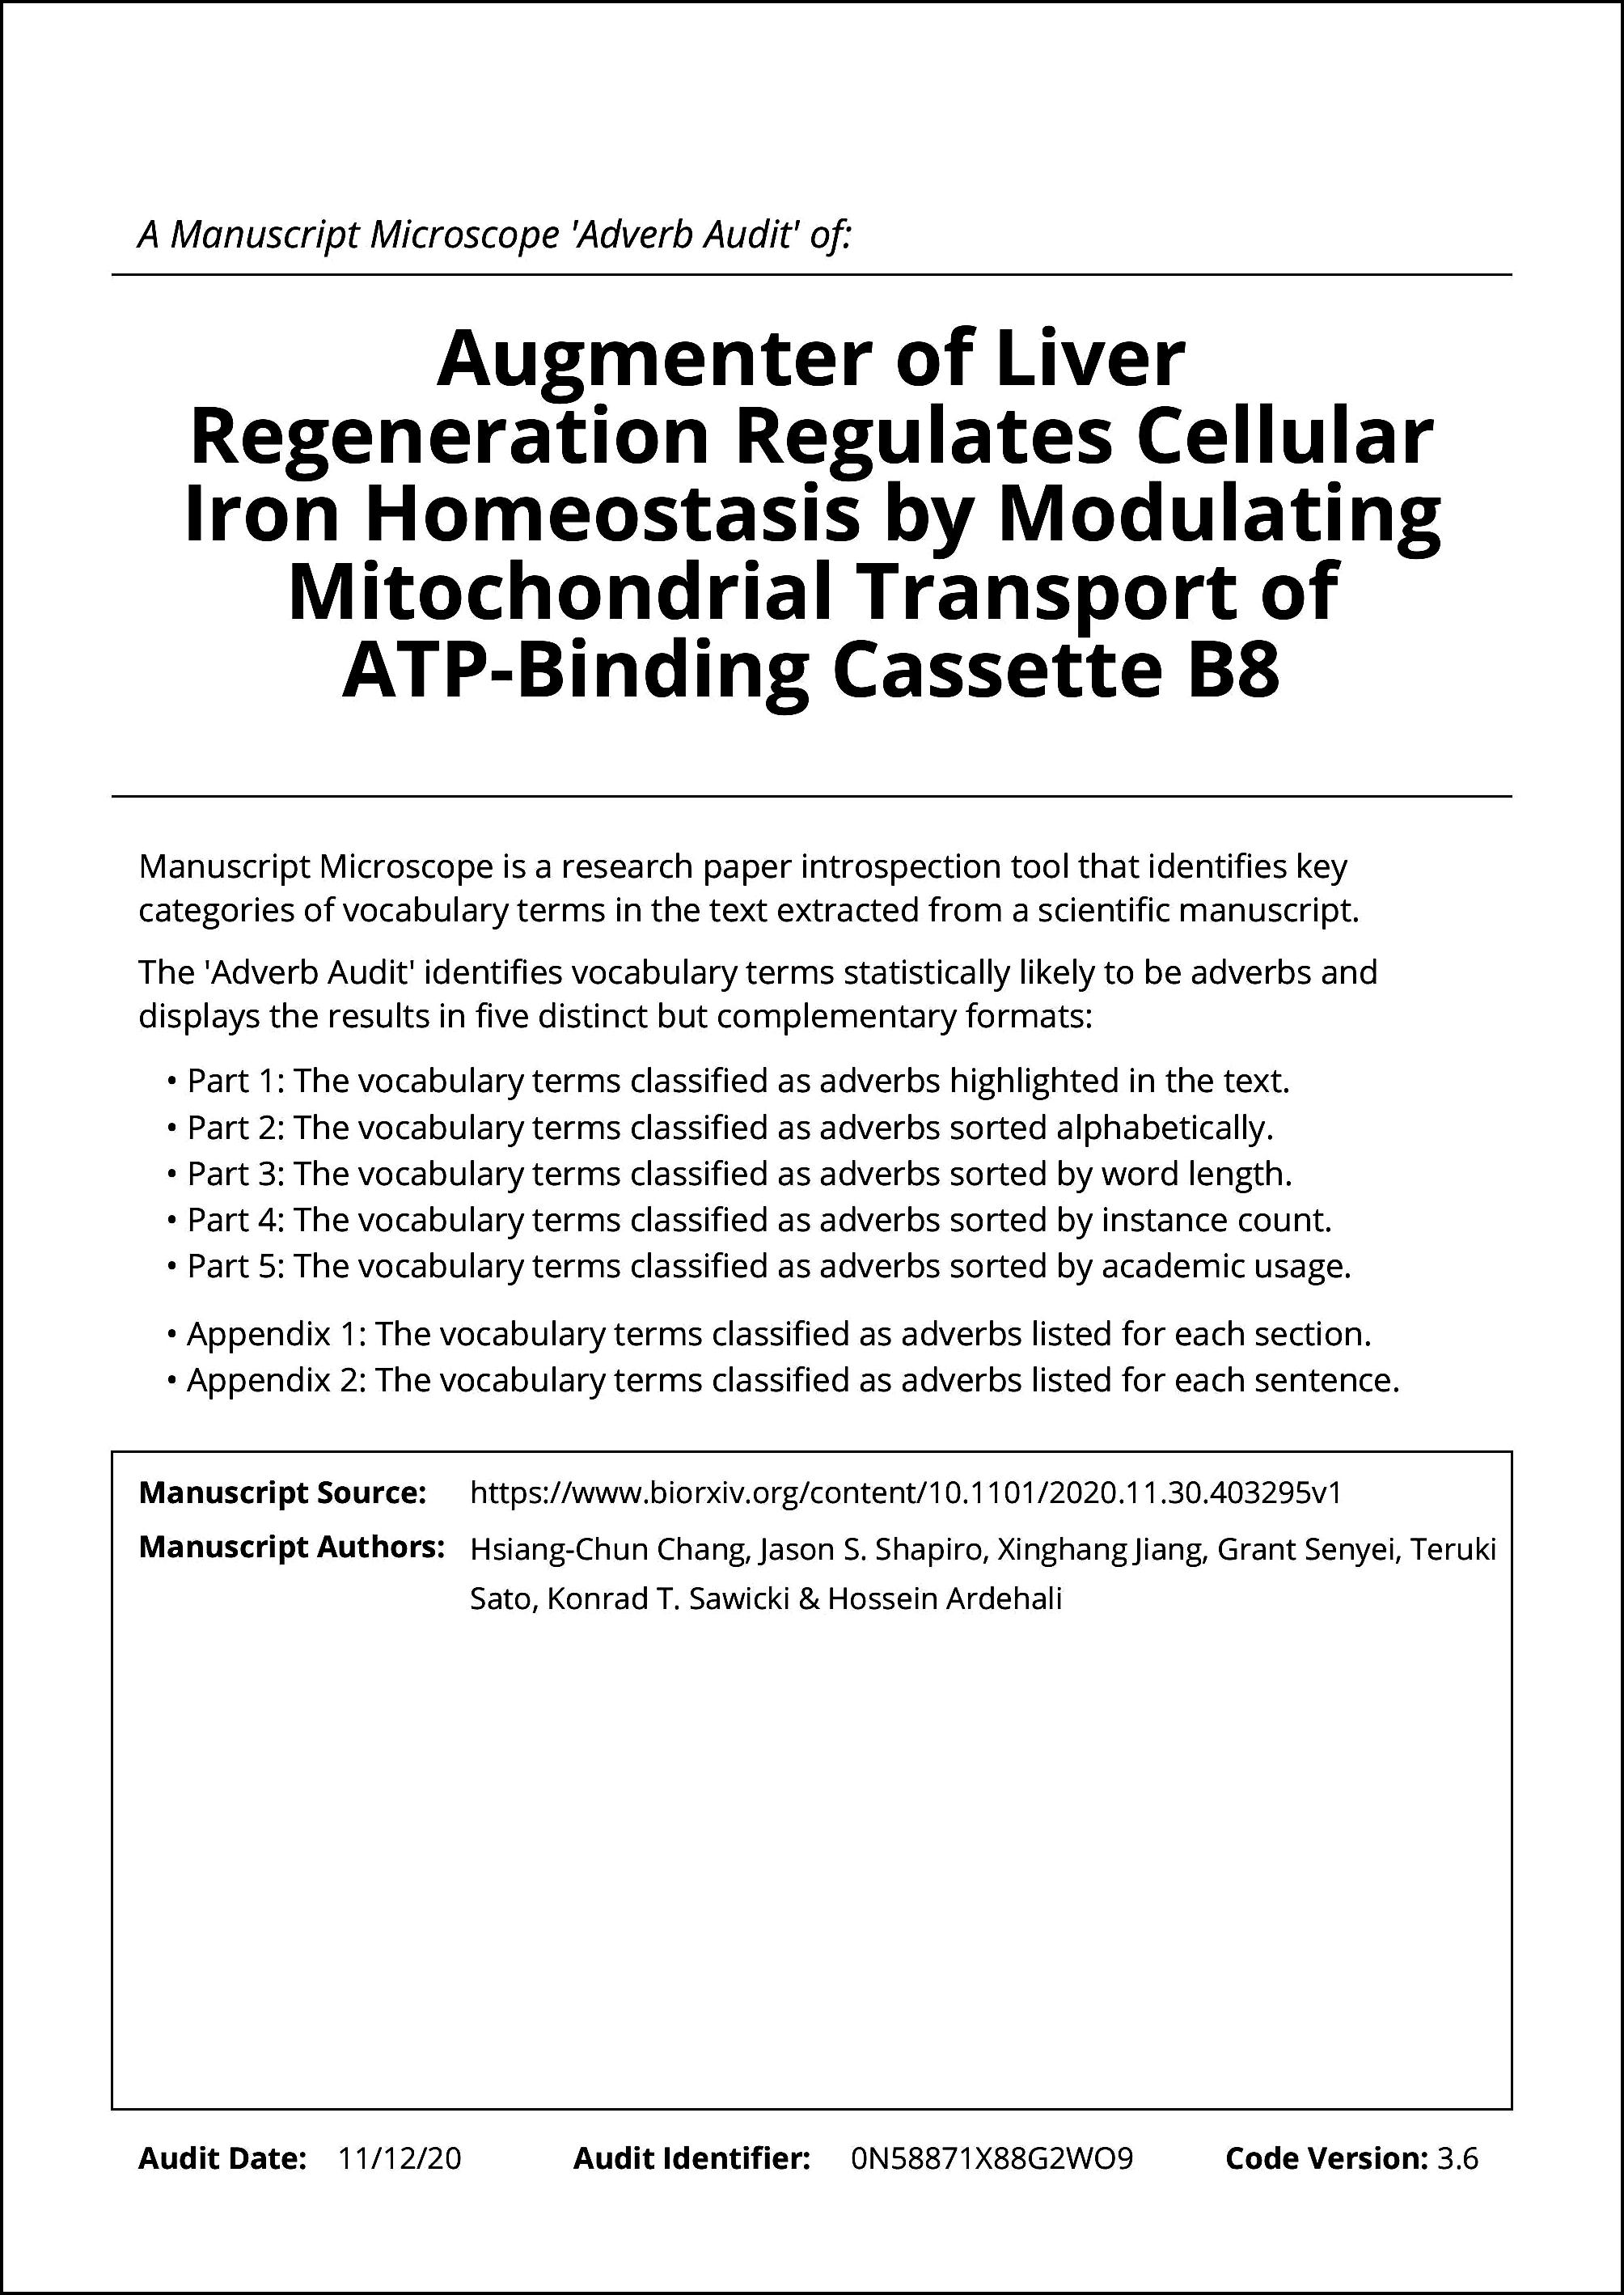 A Manuscript Microscope 'Adverb Audit' of:
Augmenter of Liver
Regeneration Regulates Cellular
Iron Homeostasis by Modulating
Mitochondrial Transport of
ATP-Binding Cassette B8
Manuscript Microscope is a research paper introspection tool that identifies key
categories of vocabulary terms in the text extracted from a scientific manuscript.
The 'Adverb Audit' identifies vocabulary terms statistically likely to be adverbs and
displays the results in five distinct but complementary formats:
• Part 1: The vocabulary terms classified as adverbs highlighted in the text.
• Part 2: The vocabulary terms classified as adverbs sorted alphabetically.
• Part 3: The vocabulary terms classified as adverbs sorted by word length.
• Part 4: The vocabulary terms classified as adverbs sorted by instance count.
• Part 5: The vocabulary terms classified as adverbs sorted by academic usage.
• Appendix 1: The vocabulary terms classified as adverbs listed for each section.
• Appendix 2: The vocabulary terms classified as adverbs listed for each sentence.
Manuscript Source: https://www.biorxiv.org/content/10.1101/2020.11.30.403295v1
Manuscript Authors: Hsiang-Chun Chang, Jason S. Shapiro, Xinghang Jiang, Grant Senyei, Teruki
Sato, Konrad T. Sawicki & Hossein Ardehali
Audit Date: 11/12/20 Audit Identifier: 0N58871X88G2WO9 Code Version: 3.6